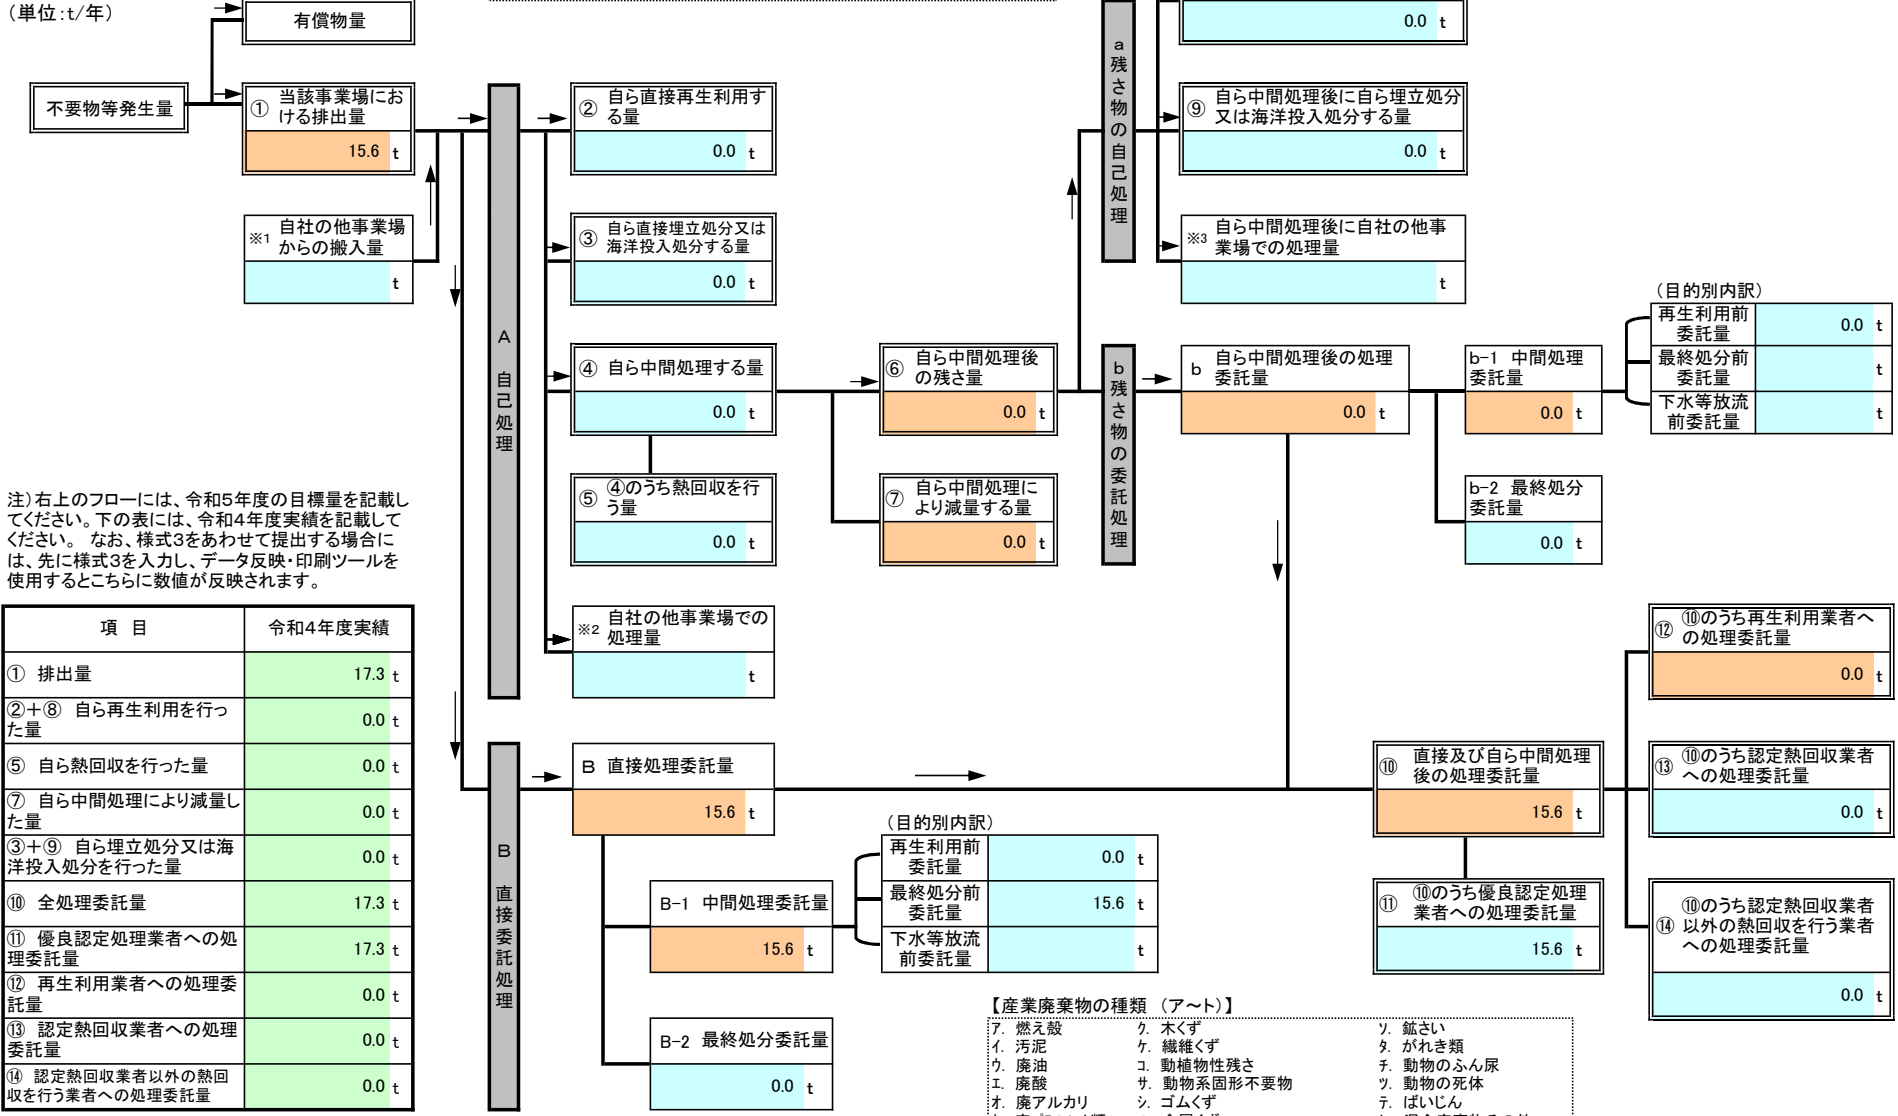 （単位：t/年）
有償物量
不要物等発生量
① 当該事業場にお
ける排出量
15.6 t
※1 自社の他事業場
からの搬入量
t
A 自己処理
② 自ら直接再生利用す
る量
0.0 t
③ 自ら直接埋立処分又は
海洋投入処分する量
0.0 t
④ 自ら中間処理する量
0.0 t
⑤ ④のうち熱回収を行
う量
0.0 t
※2 自社の他事業場での
処理量
t
⑥ 自ら中間処理後
の残さ量
0.0 t
⑦ 自ら中間処理に
より減量する量
0.0 t
a 残さ物の自己処理
0.0 t
⑨ 自ら中間処理後に自ら埋立処分
又は海洋投入処分する量
0.0 t
※3 自ら中間処理後に自社の他事
業場での処理量
t
b 残さ物の委託処理
b 自ら中間処理後の処理
委託量
0.0 t
b-1 中間処理
委託量
0.0 t
b-2 最終処分
委託量
0.0 t
（目的別内訳）
再生利用前
委託量
0.0 t
最終処分前
委託量
t
下水等放流
前委託量
t
注）右上のフローには、令和5年度の目標量を記載し
てください。下の表には、令和4年度実績を記載して
ください。 なお、様式3をあわせて提出する場合に
は、先に様式3を入力し、データ反映・印刷ツールを
使用するとこちらに数値が反映されます。
項 目 令和4年度実績
① 排出量 17.3 t
②＋⑧ 自ら再生利用を行っ
た量 0.0 t
⑤ 自ら熱回収を行った量 0.0 t
⑦ 自ら中間処理により減量し
た量 0.0 t
③＋⑨ 自ら埋立処分又は海
洋投入処分を行った量 0.0 t
⑩ 全処理委託量 17.3 t
⑪ 優良認定処理業者への処
理委託量 17.3 t
⑫ 再生利用業者への処理委
託量 0.0 t
⑬ 認定熱回収業者への処理
委託量 0.0 t
⑭ 認定熱回収業者以外の熱回
収を行う業者への処理委託量 0.0 t
B 直接委託処理
B 直接処理委託量
15.6 t
B-1 中間処理委託量
15.6 t
B-2 最終処分委託量
0.0 t
（目的別内訳）
再生利用前
委託量
0.0 t
最終処分前
委託量
15.6 t
下水等放流
前委託量
t
⑩ 直接及び自ら中間処理
後の処理委託量
15.6 t
⑪ ⑩のうち優良認定処理
業者への処理委託量
15.6 t
⑫ ⑩のうち再生利用業者へ
の処理委託量
0.0 t
⑬ ⑩のうち認定熱回収業者
への処理委託量
0.0 t
⑭ ⑩のうち認定熱回収業者
以外の熱回収を行う業者
への処理委託量
0.0 t
【産業廃棄物の種類 （ア～ト）】
ア. 燃え殻 ク. 木くず ソ. 鉱さい
イ. 汚泥 ケ. 繊維くず タ. がれき類
ウ. 廃油 コ. 動植物性残さ チ. 動物のふん尿
エ. 廃酸 サ. 動物系固形不要物 ツ. 動物の死体
オ. 廃アルカリ シ. ゴムくず テ. ばいじん